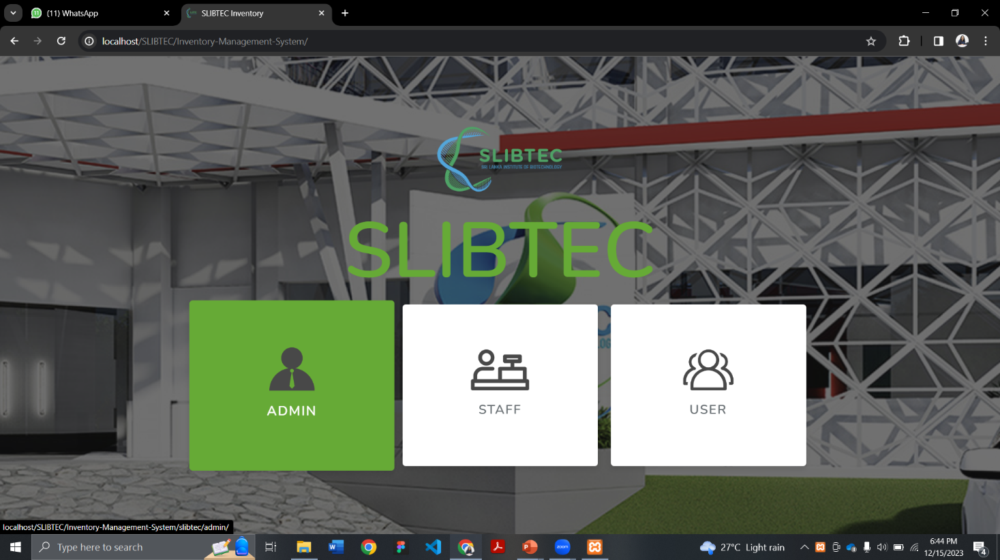 (11) WhatsApp
SLIBTEC Inventory
localhost/SLIBTEC/Inventory-Management-System/
SLIBTEC
SRI LANKA INSTITUTE OF BIOTECHNOLOGY
SLIBTEC
ADMIN
STAFF
USER
localhost/SLIBTEC/Inventory-Management-System/slibtec/admin/
Type here to search
zoom
27°C Light rain
6:44 PM
12/15/2023
4